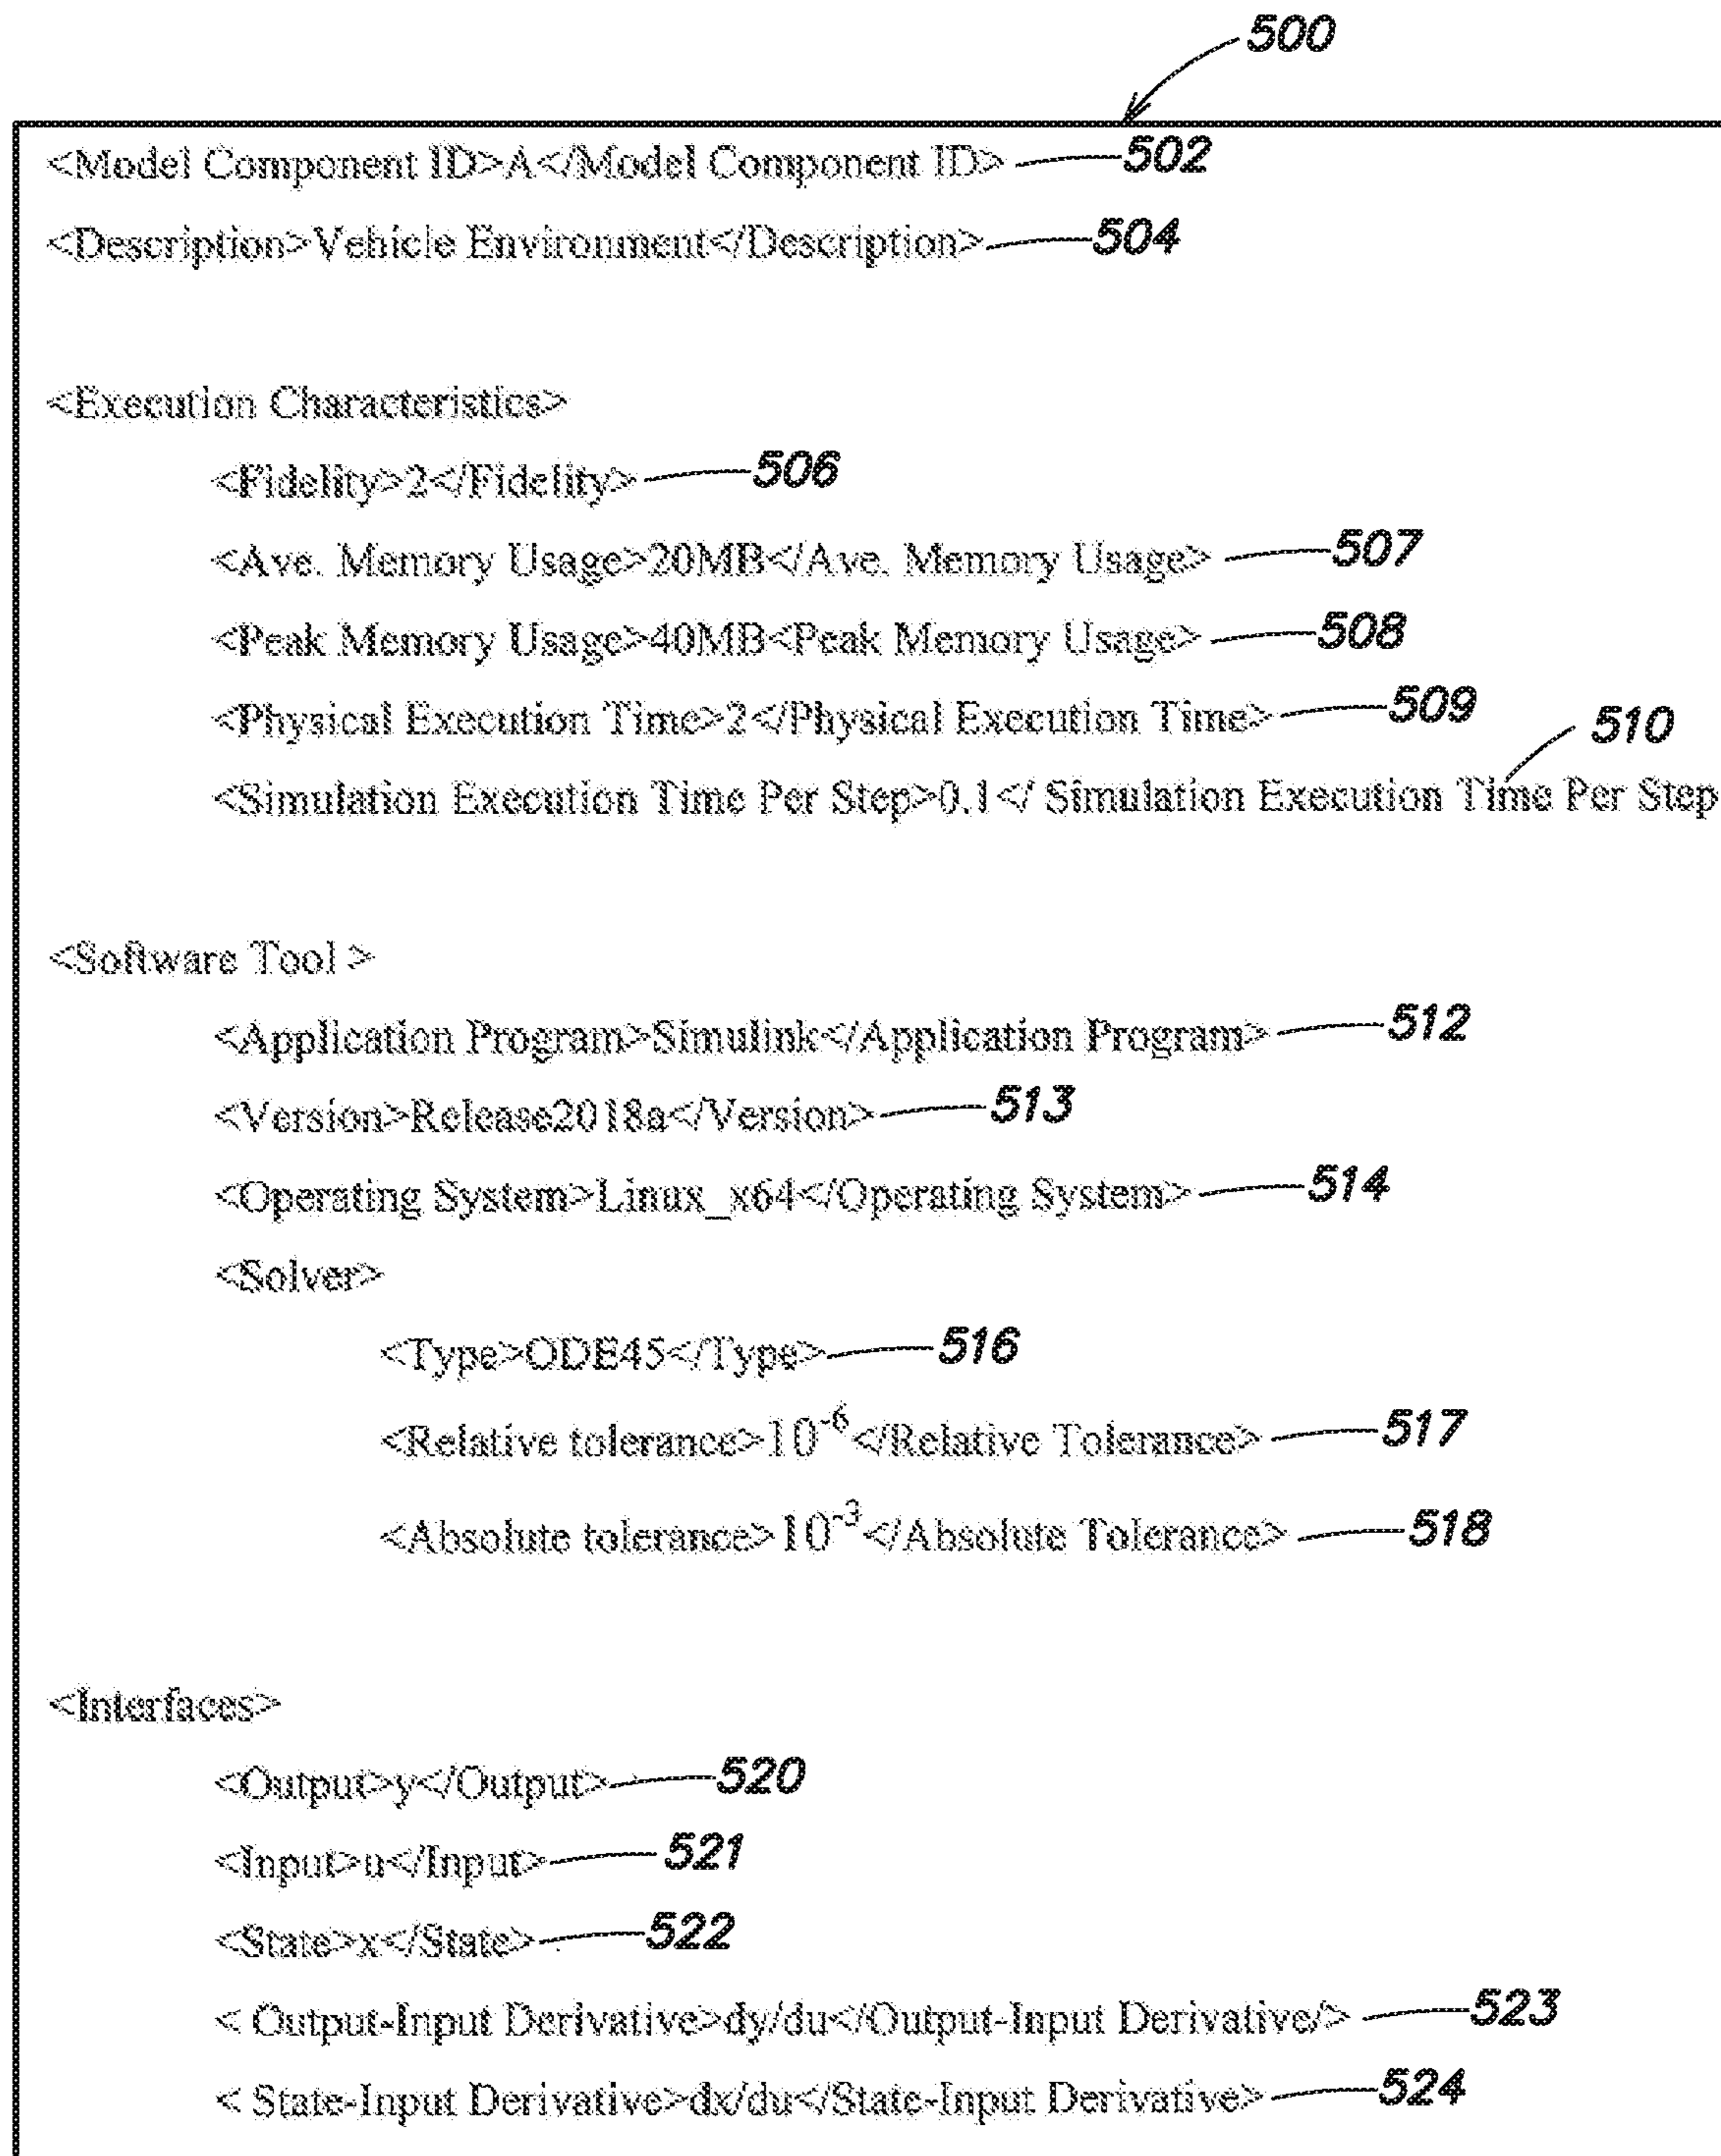 500
<Model Component ID>A</Model Component ID> 502
<Description>Vehicle Environment</Description> 504
<Execution Characteristics>
<Fidelity>2</Fidelity> 506
<Ave. Memory Usage>20MB</Ave. Memory Usage> 507
<Peak Memory Usage>40MB<Peak Memory Usage> 508
<Physical Execution Time>2</Physical Execution Time> 509
510
<Simulation Execution Time Per Step>0.1</ Simulation Execution Time Per Step
<Software Tool >
<Application Program>Simulink</Application Program> 512
<Version>Release2018a</Version> 513
<Operating System>Linux_x64</Operating System> 514
<Solver>
<Type>ODE45</Type> 516
<Relative tolerance>10⁻⁶</Relative Tolerance> 517
<Absolute tolerance>10⁻³</Absolute Tolerance> 518
<Interfaces>
<Output>y</Output> 520
<Input>u</Input> 521
<State>x</State> 522
< Output-Input Derivative>dy/du</Output-Input Derivative/> 523
< State-Input Derivative>dx/du</State-Input Derivative> 524